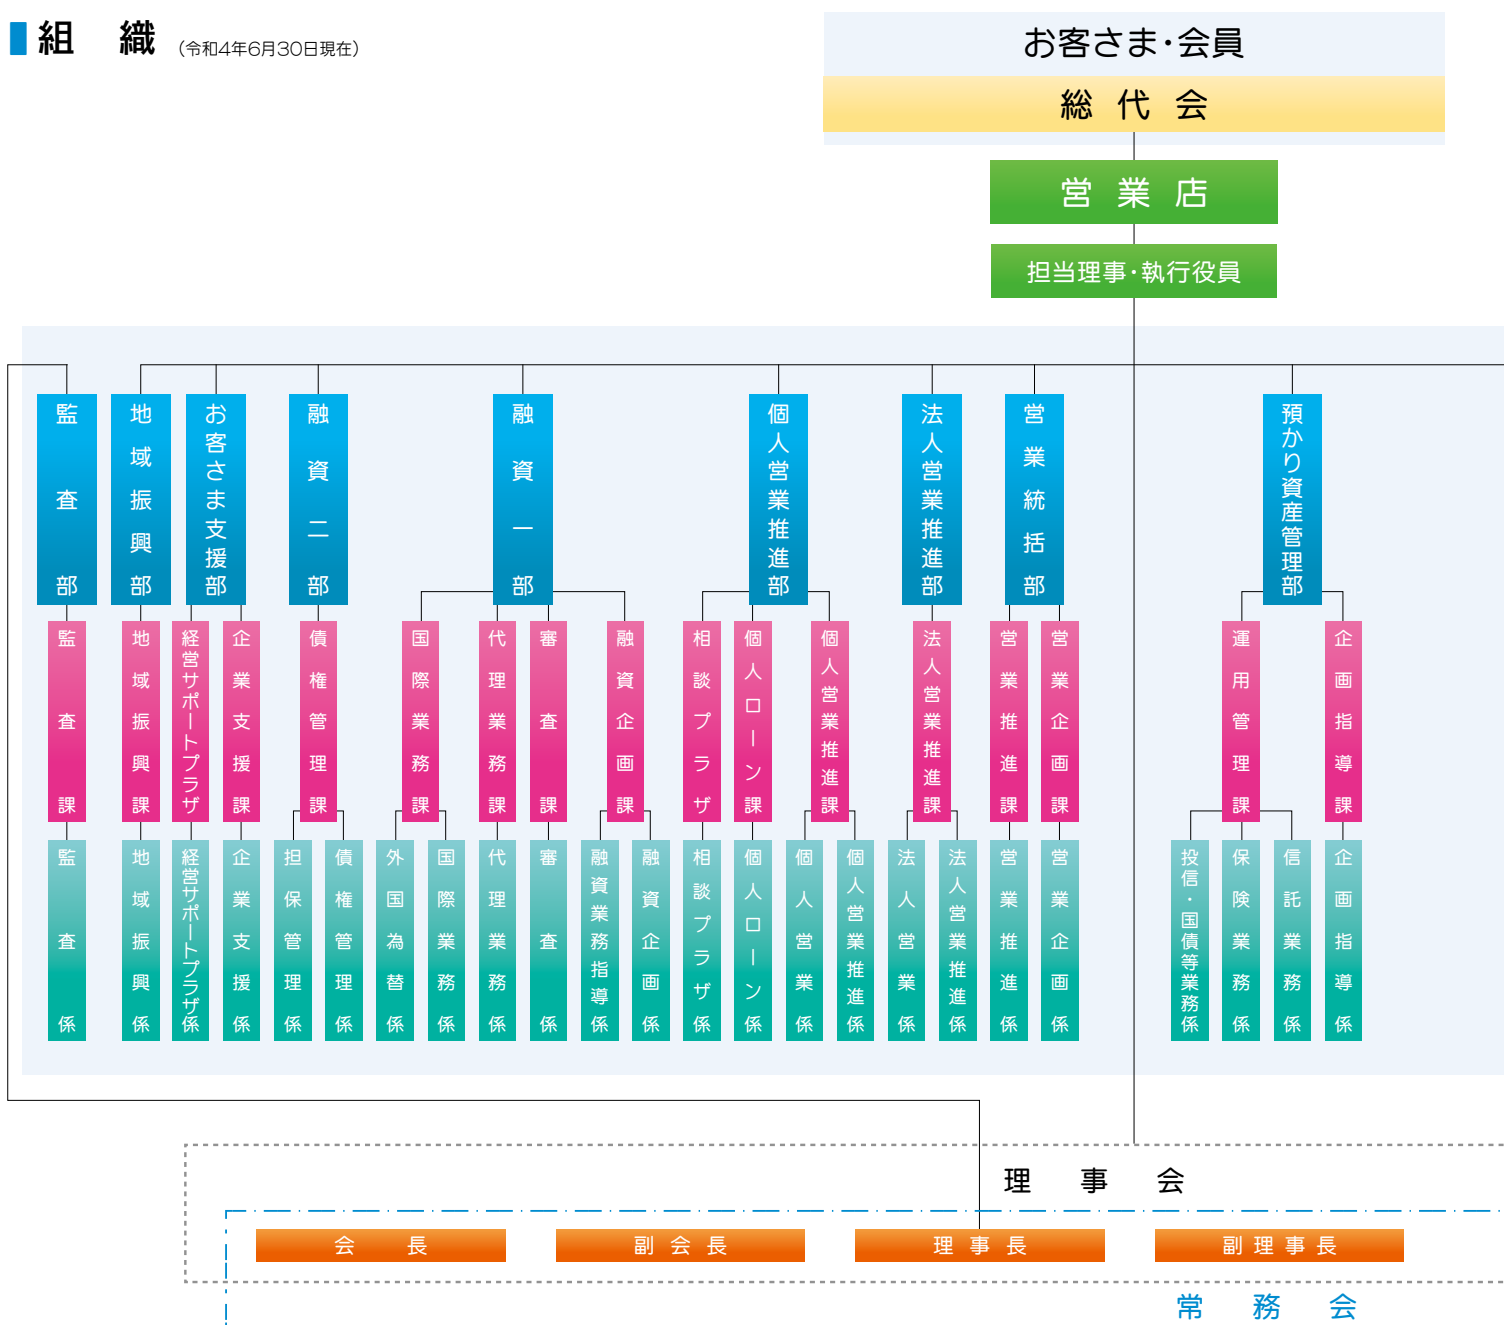 組 織 (令和4年6月30日現在)
お客さま・会員
総代会
営業店
担当理事・執行役員
監査部
地域振興部
お客さま支援部
融資二部
融資一部
個人営業推進部
法人営業推進部
営業統括部
預かり資産管理部
監査課
地域振興課
経営サポートプラザ
企業支援課
債権管理課
国際業務課
代理業務課
審査課
融資企画課
相談プラザ
個人ローン課
個人営業推進課
法人営業推進課
営業推進課
営業企画課
運用管理課
企画指導課
監査係
地域振興係
経営サポートプラザ係
企業支援係
担保管理係
債権管理係
外国為替係
国際業務係
代理業務係
審査係
融資業務指導係
融資企画係
相談プラザ係
個人ローン係
個人営業係
個人営業推進係
法人営業係
法人営業推進係
営業推進係
営業企画係
投信・国債等業務係
保険業務係
信託業務係
企画指導係
理事会
会長
副会長
理事長
副理事長
常務会